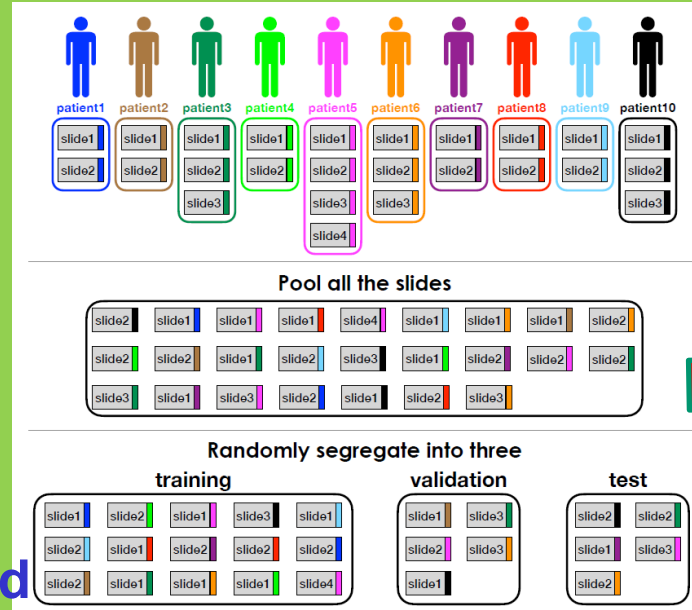 patient1 patient2 patient3 patient4 patient5 patient6 patient7 patient8 patient9 patient10
slide1 slide1 slide1 slide1 slide1 slide1 slide1 slide1 slide1 slide1
slide2 slide2 slide2 slide2 slide2 slide2 slide2 slide2 slide2 slide2
slide3 slide3 slide3 slide3
slide4
Pool all the slides
slide2 slide1 slide1 slide1 slide4 slide1 slide1 slide1 slide2
slide2 slide2 slide1 slide2 slide3 slide1 slide2 slide2 slide2
slide3 slide1 slide3 slide2 slide1 slide2 slide3
Randomly segregate into three
training validation test
slide1 slide2 slide1 slide3 slide1 slide1 slide3 slide2 slide2
slide2 slide1 slide2 slide2 slide2 slide2 slide3 slide1 slide3
d slide2 slide1 slide1 slide1 slide4 slide1 slide2